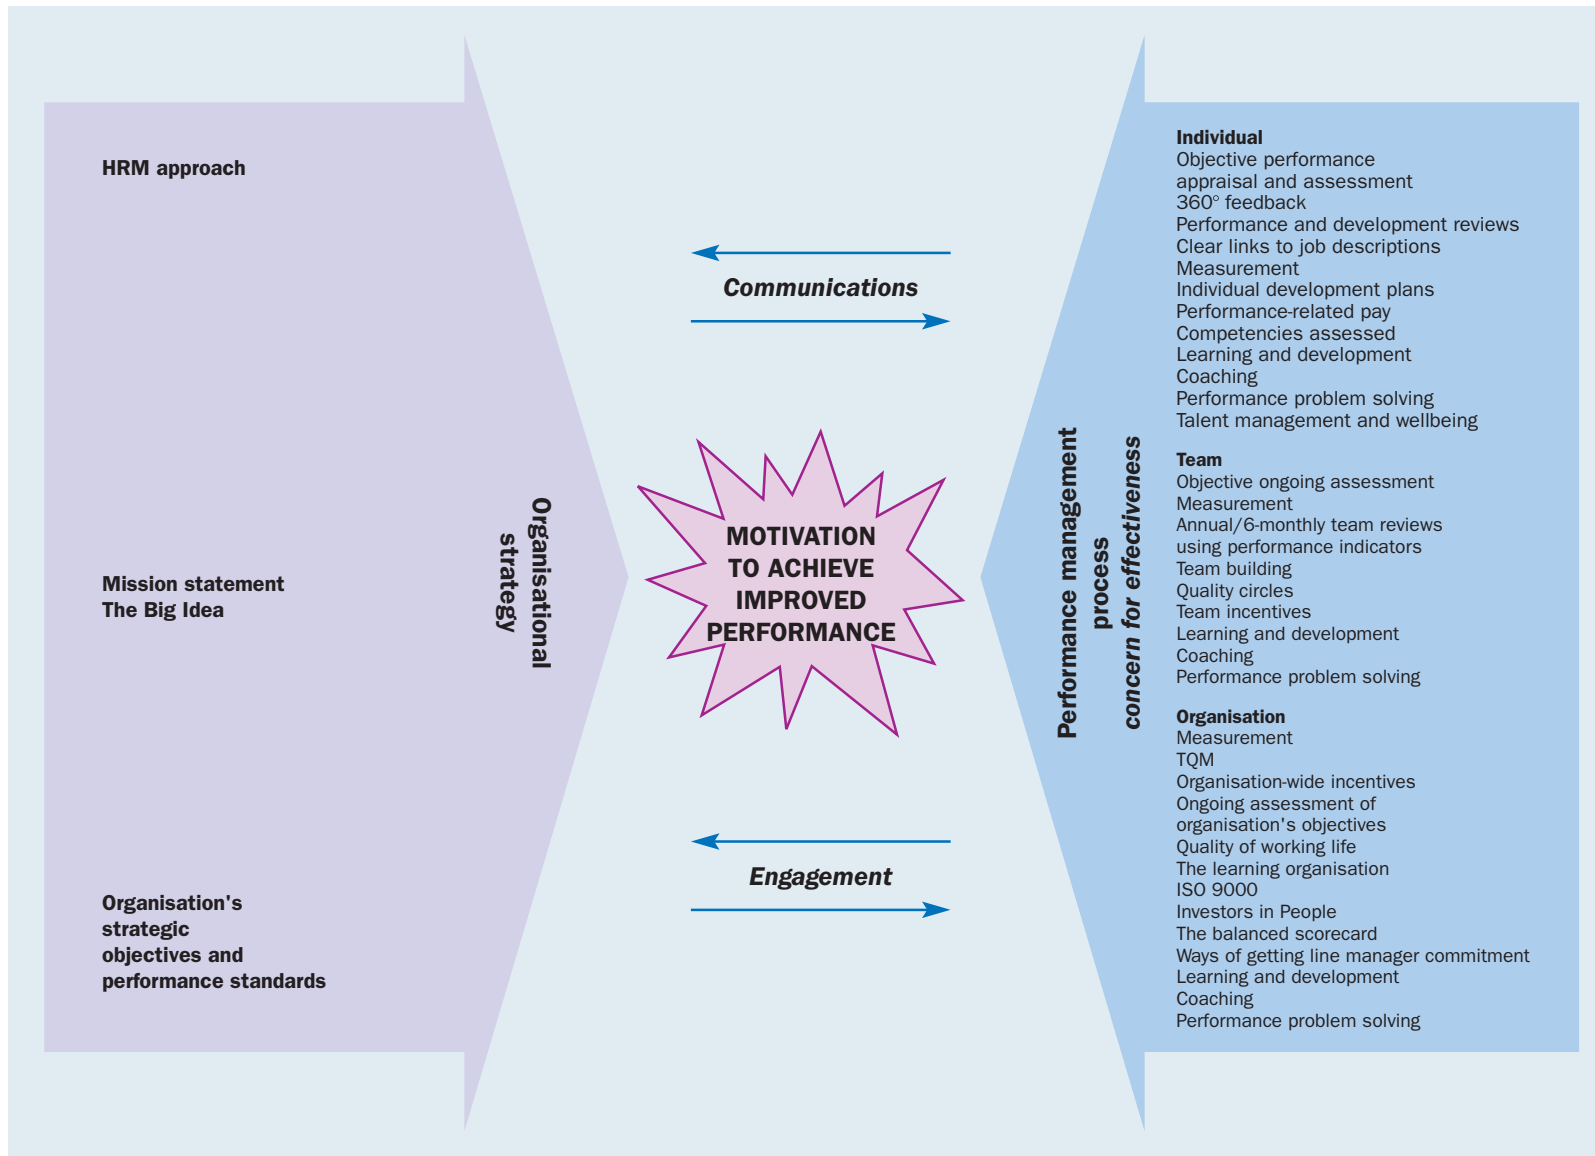 HRM approach
Mission statement
The Big Idea
Organisation's
strategic
objectives and
performance standards
Organisational
strategy
Communications
MOTIVATION
TO ACHIEVE
IMPROVED
PERFORMANCE
Engagement
Performance management
process
concern for effectiveness
Individual
Objective performance
appraisal and assessment
360° feedback
Performance and development reviews
Clear links to job descriptions
Measurement
Individual development plans
Performance-related pay
Competencies assessed
Learning and development
Coaching
Performance problem solving
Talent management and wellbeing
Team
Objective ongoing assessment
Measurement
Annual/6-monthly team reviews
using performance indicators
Team building
Quality circles
Team incentives
Learning and development
Coaching
Performance problem solving
Organisation
Measurement
TQM
Organisation-wide incentives
Ongoing assessment of
organisation's objectives
Quality of working life
The learning organisation
ISO 9000
Investors in People
The balanced scorecard
Ways of getting line manager commitment
Learning and development
Coaching
Performance problem solving